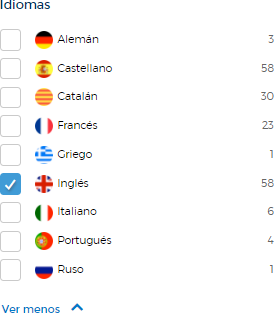 Idiomas
Alemán 3
Castellano 58
Catalán 30
Francés 23
Griego 1
Inglés 58
Italiano 6
Portugués 4
Ruso 1
Ver menos